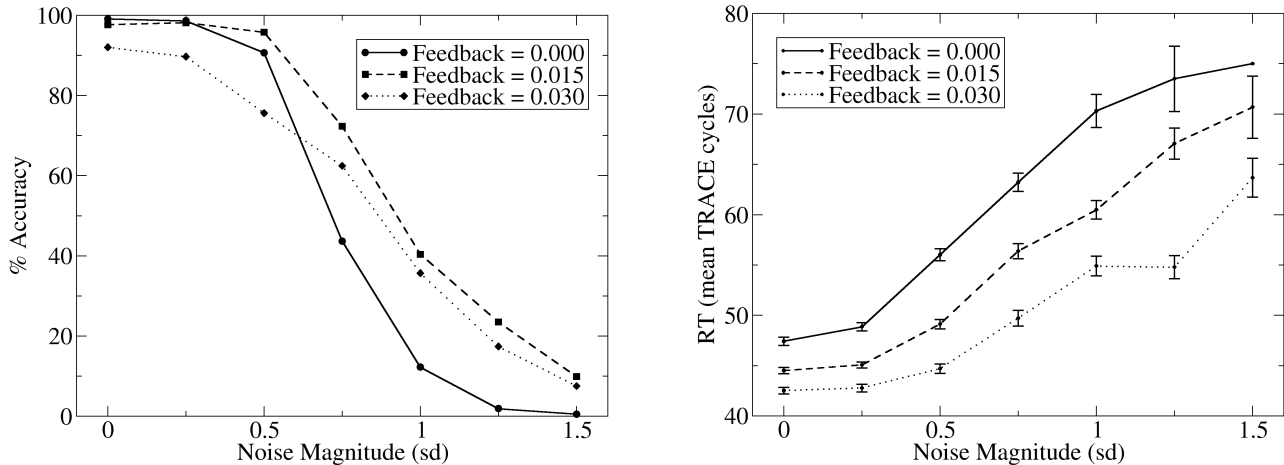 100
80
60
40
20
0
% Accuracy
Feedback = 0.000
Feedback = 0.015
Feedback = 0.030
0
0.5
1
1.5
Noise Magnitude (sd)
80
70
60
50
40
RT (mean TRACE cycles)
Feedback = 0.000
Feedback = 0.015
Feedback = 0.030
0
0.5
1
1.5
Noise Magnitude (sd)